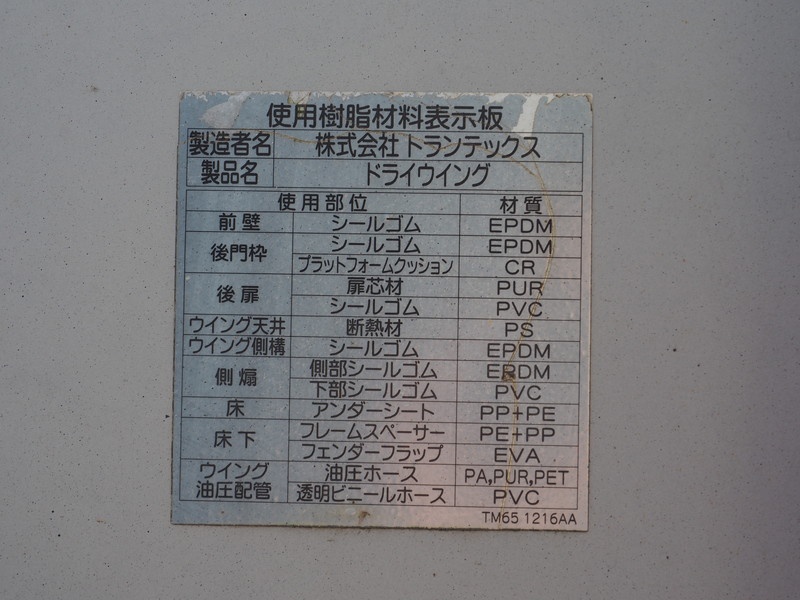 使用樹脂材料表示板
製造者名 株式会社 トランテックス
製品名 ドライウイング
使用部位 材質
前壁 シールゴム EPDM
後門枠 シールゴム EPDM
プラットフォームクッション CR
後扉 扉芯材 PUR
シールゴム PVC
ウイング天井 断熱材 PS
ウイング側構 シールゴム EPDM
側煽 側部シールゴム EPDM
下部シールゴム PVC
床 アンダーシート PP+PE
床下 フレームスペーサー PE+PP
フェンダーフラップ EVA
ウイング油圧配管 油圧ホース PA,PUR,PET
透明ビニールホース PVC
TM65 1216AA